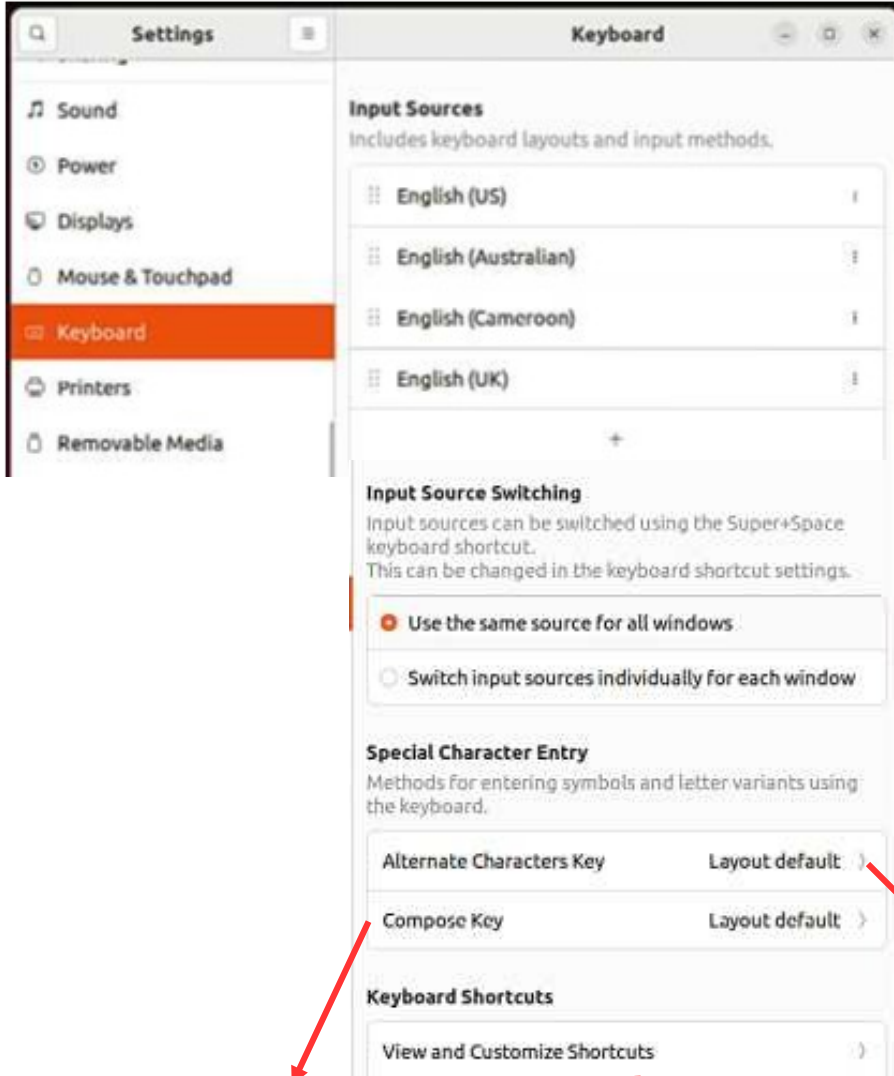 Settings
Keyboard
Sound
Power
Displays
Mouse & Touchpad
Keyboard
Printers
Removable Media
Input Sources
Includes keyboard layouts and input methods.
English (US)
English (Australian)
English (Cameroon)
English (UK)
+
Input Source Switching
Input sources can be switched using the Super+Space
keyboard shortcut.
This can be changed in the keyboard shortcut settings.
Use the same source for all windows
Switch input sources individually for each window
Special Character Entry
Methods for entering symbols and letter variants using
the keyboard.
Alternate Characters Key Layout default
Compose Key Layout default
Keyboard Shortcuts
View and Customize Shortcuts